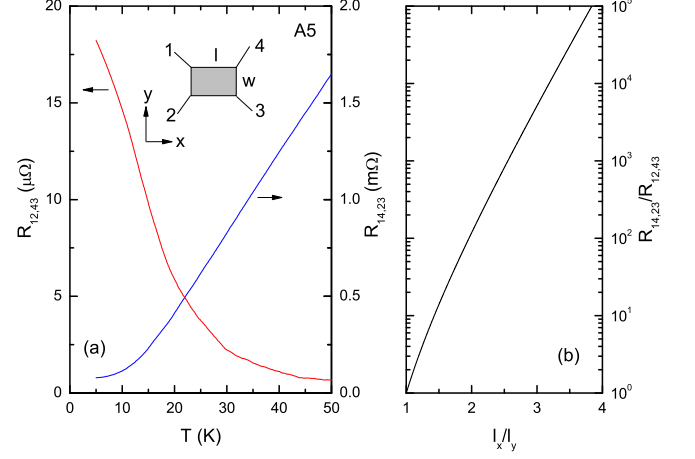 20
15
10
5
0
R12,43 (μΩ)
A5
1
l
4
w
2
3
y
x
(a)
0 10 20 30 40 50
T (K)
2.0
1.5
1.0
0.5
0.0
R14,23 (mΩ)
(b)
1 2 3 4
lx/ly
10^5
10^4
10^3
10^2
10^1
10^0
R14,23/R12,43